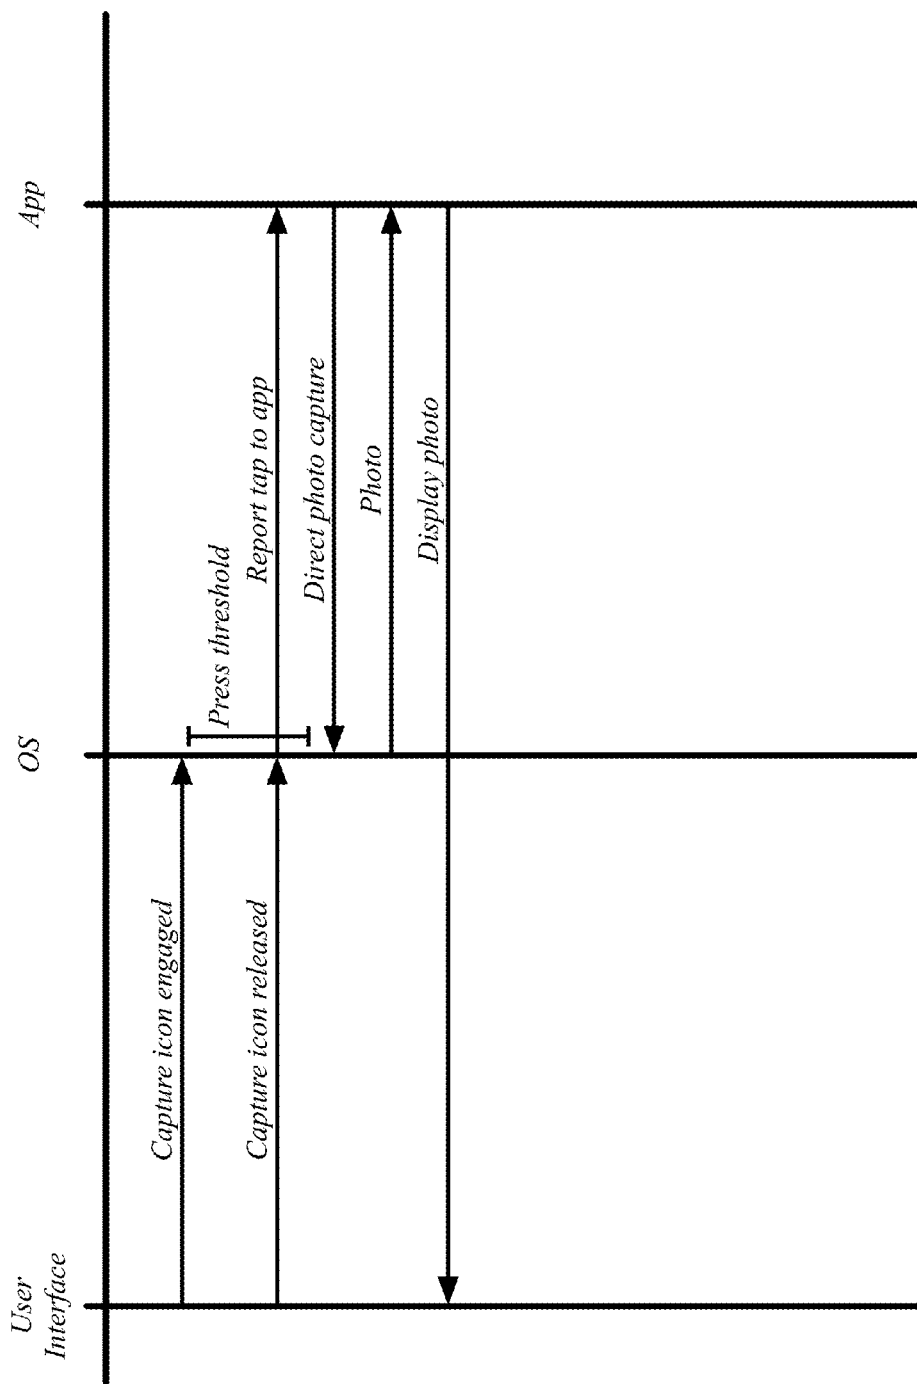 User
Interface
OS
App
Capture icon engaged
Press threshold
Capture icon released
Report tap to app
Direct photo capture
Photo
Display photo